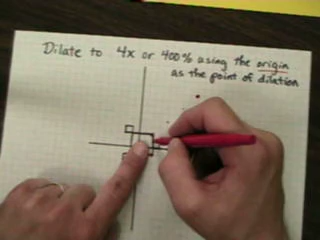 Dilate to 4x or 400% using the origin
as the point of dilation